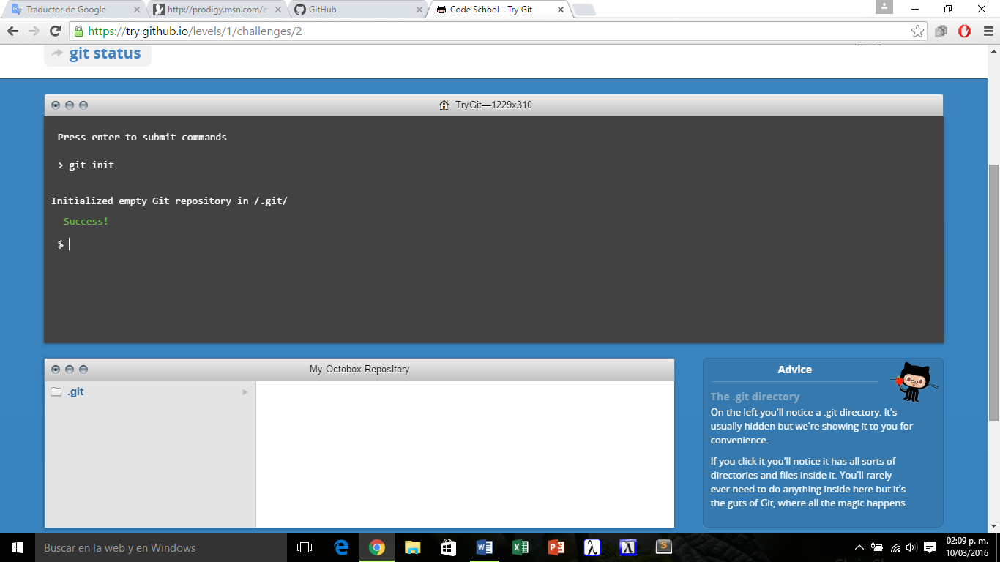 Traductor de Google
http://prodigy.msn.com/es
GitHub
Code School - Try Git
https://try.github.io/levels/1/challenges/2
git status
TryGit—1229x310
Press enter to submit commands
> git init
Initialized empty Git repository in /.git/
Success!
$
My Octobox Repository
.git
Advice
The .git directory
On the left you'll notice a .git directory. It's
usually hidden but we're showing it to you for
convenience.
If you click it you'll notice it has all sorts of
directories and files inside it. You'll rarely
ever need to do anything inside here but it's
the guts of Git, where all the magic happens.
Buscar en la web y en Windows
02:09 p. m.
10/03/2016